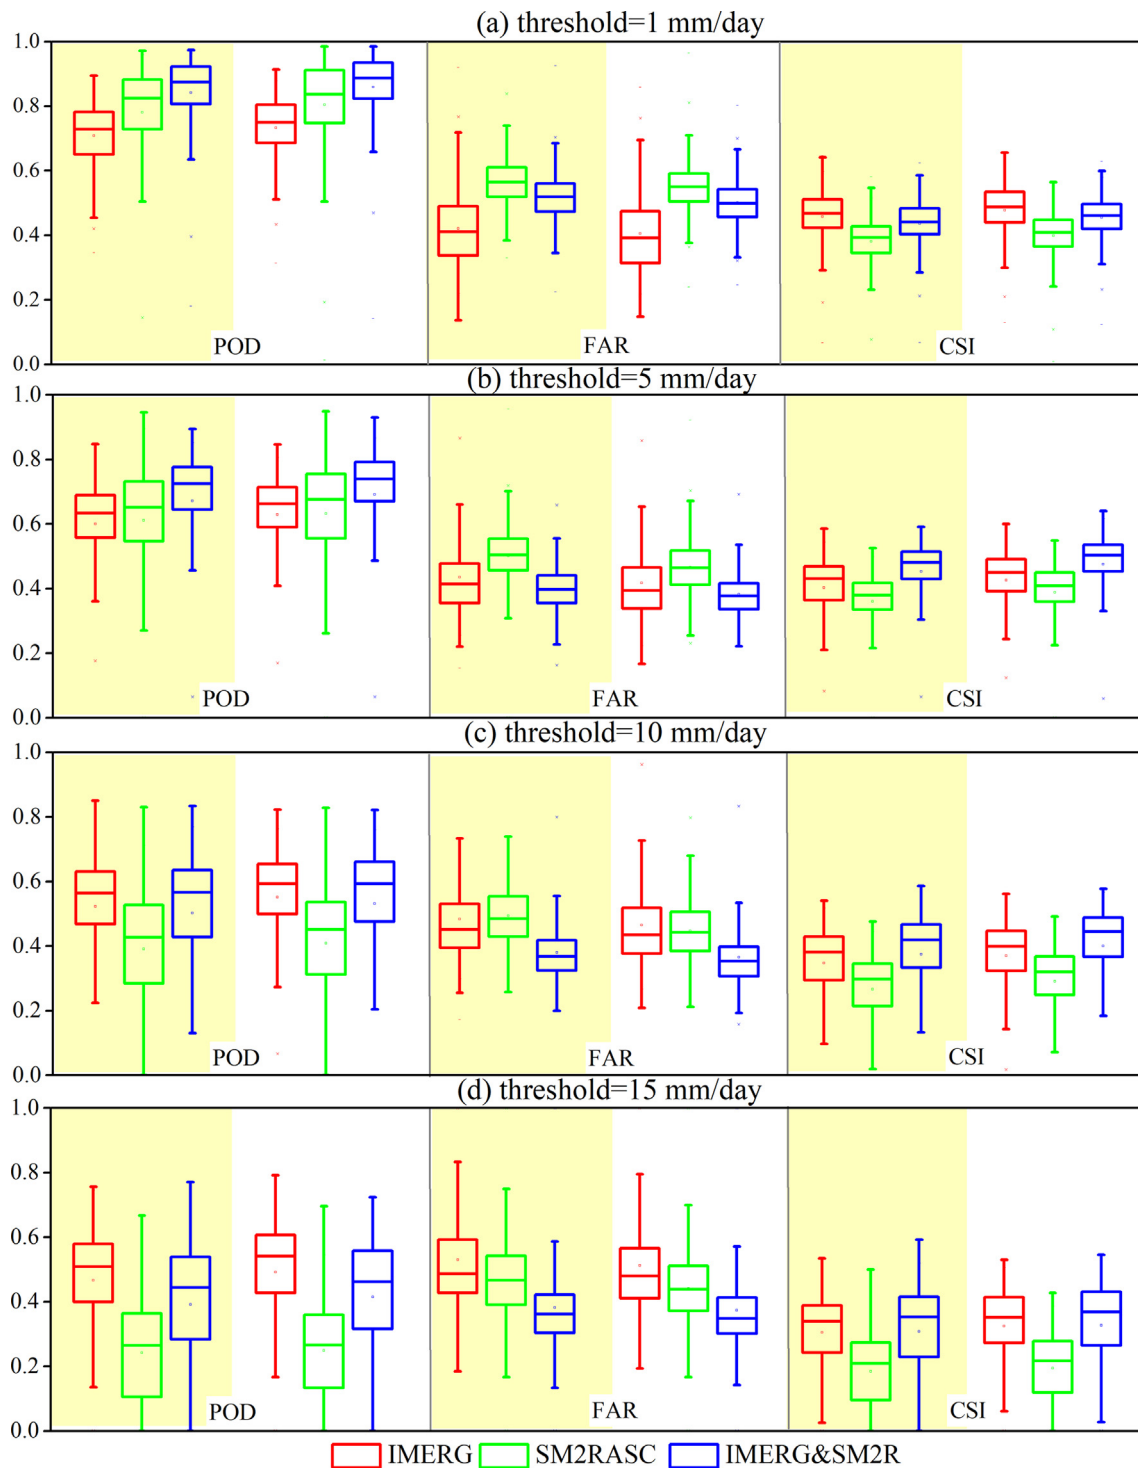 (a) threshold=1 mm/day
1.0
0.8
0.6
0.4
0.2
0.0
POD FAR CSI
(b) threshold=5 mm/day
1.0
0.8
0.6
0.4
0.2
0.0
POD FAR CSI
(c) threshold=10 mm/day
1.0
0.8
0.6
0.4
0.2
0.0
POD FAR CSI
(d) threshold=15 mm/day
1.0
0.8
0.6
0.4
0.2
0.0
POD FAR CSI
IMERG SM2RASC IMERG&SM2R